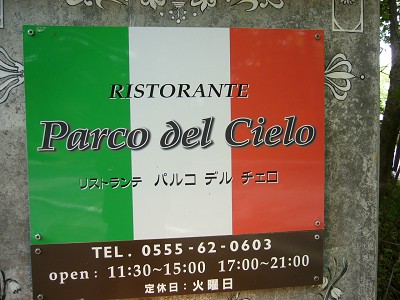 RISTORANTE
Parco del Cielo
リストランテ パルコ デル チェロ
TEL. 0555-62-0603
open : 11:30~15:00 17:00~21:00
定休日 : 火曜日